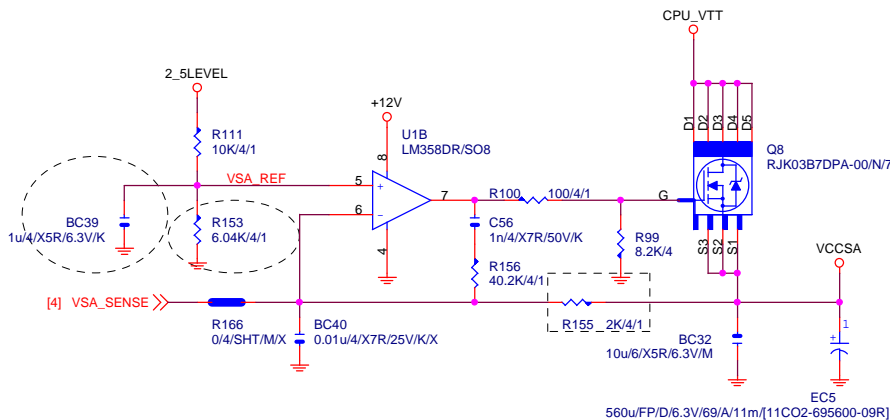 CPU_VTT
2_5LEVEL
+12V
R111
10K/4/1
U1B
LM358DR/SO8
D1
D2
D3
D4
D5
Q8
RJK03B7DPA-00/N/7
8
VSA_REF
5
+
7
R100
100/4/1
G
BC39
1u/4/X5R/6.3V/K
R153
6.04K/4/1
6
−
4
C56
1n/4/X7R/50V/K
R99
8.2K/4
S3
S2
S1
VCCSA
R156
40.2K/4/1
[4] VSA_SENSE
R166
0/4/SHT/M/X
BC40
0.01u/4/X7R/25V/K/X
R155 2K/4/1
BC32
10u/6/X5R/6.3V/M
1
+
EC5
560u/FP/D/6.3V/69/A/11m/[11CO2-695600-09R]